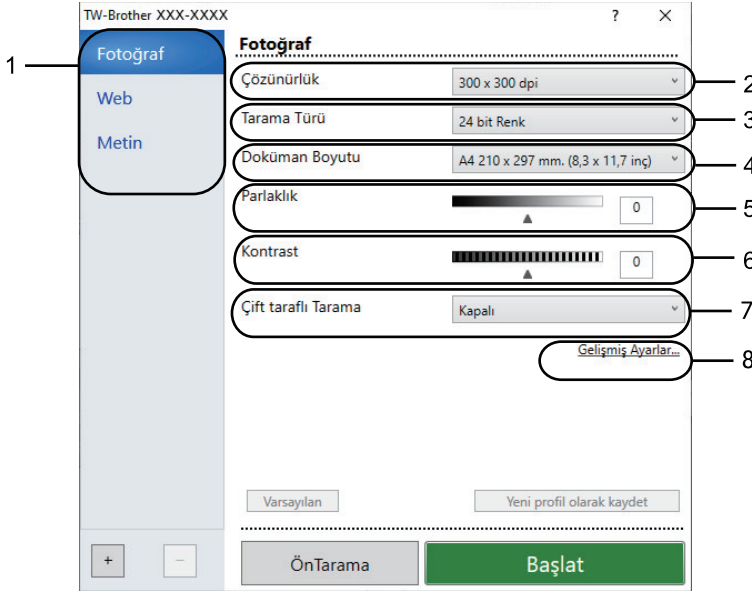 TW-Brother XXX-XXXX ? ×
1 Fotoğraf
Web
Metin
Fotoğraf
Çözünürlük 300 x 300 dpi 2
Tarama Türü 24 bit Renk 3
Doküman Boyutu A4 210 x 297 mm. (8,3 x 11,7 inç) 4
Parlaklık 0 5
Kontrast 0 6
Çift taraflı Tarama Kapalı 7
Gelişmiş Ayarlar... 8
Varsayılan Yeni profil olarak kaydet
+ − ÖnTarama Başlat